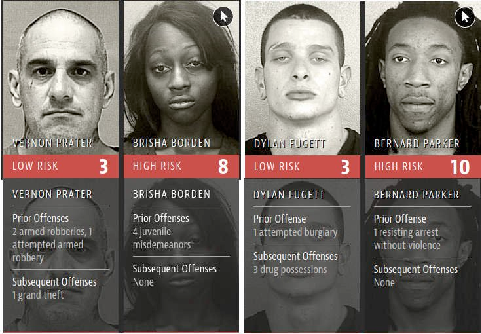 VERNON PRATER
LOW RISK 3
VERNON PRATER
Prior Offenses
2 armed robberies, 1
attempted armed
robbery
Subsequent Offenses
1 grand theft
BRISHA BORDEN
HIGH RISK 8
BRISHA BORDEN
Prior Offenses
4 juvenile
misdemeanors
Subsequent Offenses
None
DYLAN FUGETT
LOW RISK 3
DYLAN FUGETT
Prior Offense
1 attempted burglary
Subsequent Offenses
3 drug possessions
BERNARD PARKER
HIGH RISK 10
BERNARD PARKER
Prior Offense
1 resisting arrest
without violence
Subsequent Offenses
None